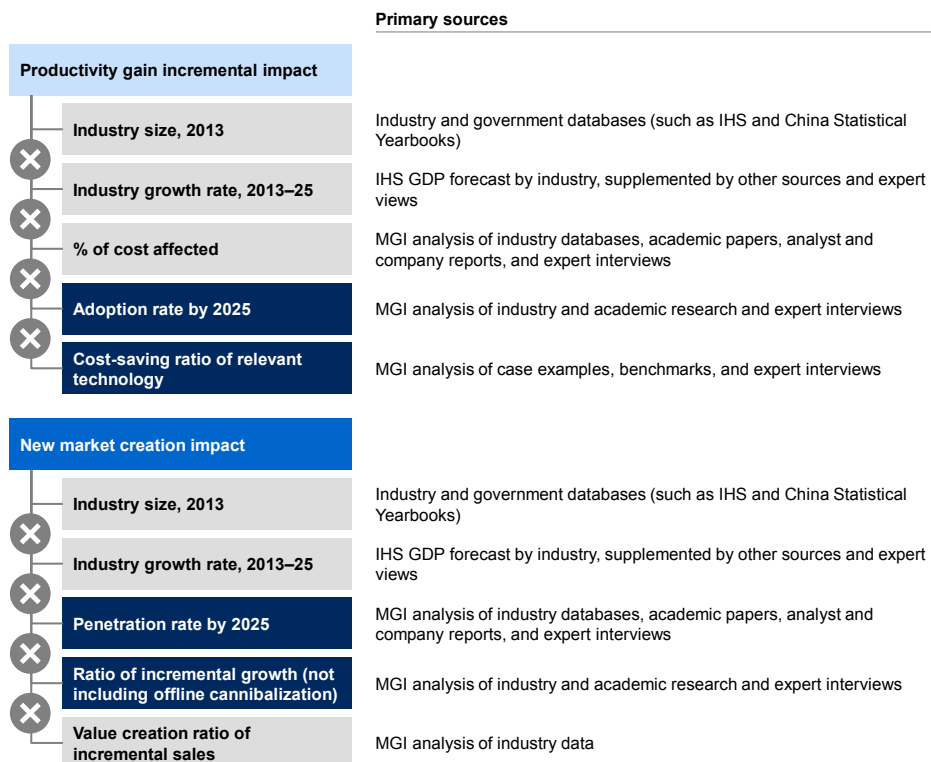 Primary sources
Productivity gain incremental impact
Industry size, 2013
Industry and government databases (such as IHS and China Statistical
Yearbooks)
Industry growth rate, 2013–25
IHS GDP forecast by industry, supplemented by other sources and expert
views
% of cost affected
MGI analysis of industry databases, academic papers, analyst and
company reports, and expert interviews
Adoption rate by 2025
MGI analysis of industry and academic research and expert interviews
Cost-saving ratio of relevant
technology
MGI analysis of case examples, benchmarks, and expert interviews
New market creation impact
Industry size, 2013
Industry and government databases (such as IHS and China Statistical
Yearbooks)
Industry growth rate, 2013–25
IHS GDP forecast by industry, supplemented by other sources and expert
views
Penetration rate by 2025
MGI analysis of industry databases, academic papers, analyst and
company reports, and expert interviews
Ratio of incremental growth (not
including offline cannibalization)
MGI analysis of industry and academic research and expert interviews
Value creation ratio of
incremental sales
MGI analysis of industry data